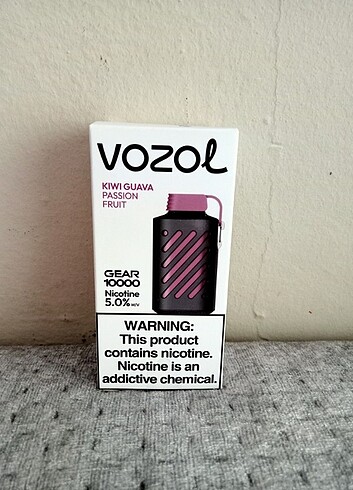 VOZOL
KIWI GUAVA
PASSION
FRUIT
GEAR
10000
Nicotine
5.0% W/V
WARNING:
This product
contains nicotine.
Nicotine is an
addictive chemical.